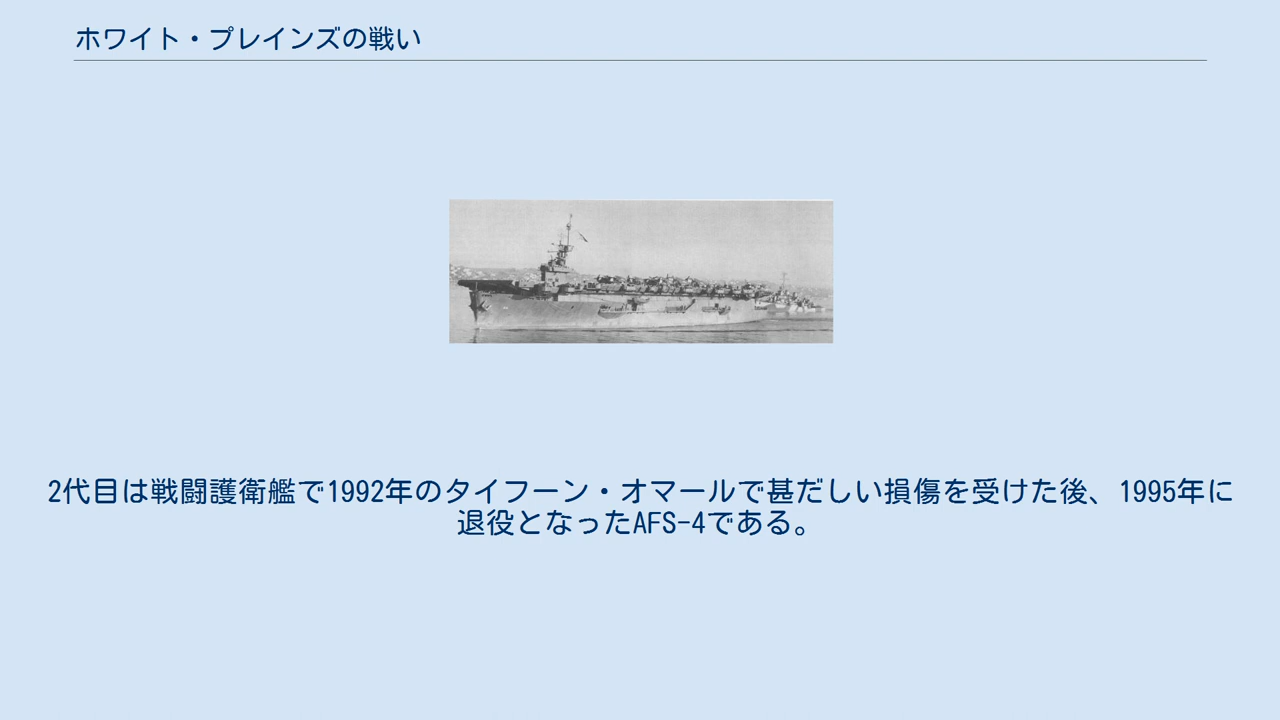 ホワイト・プレインズの戦い
2代目は戦闘護衛艦で1992年のタイフーン・オマールで甚だしい損傷を受けた後、1995年に
退役となったAFS-4である。